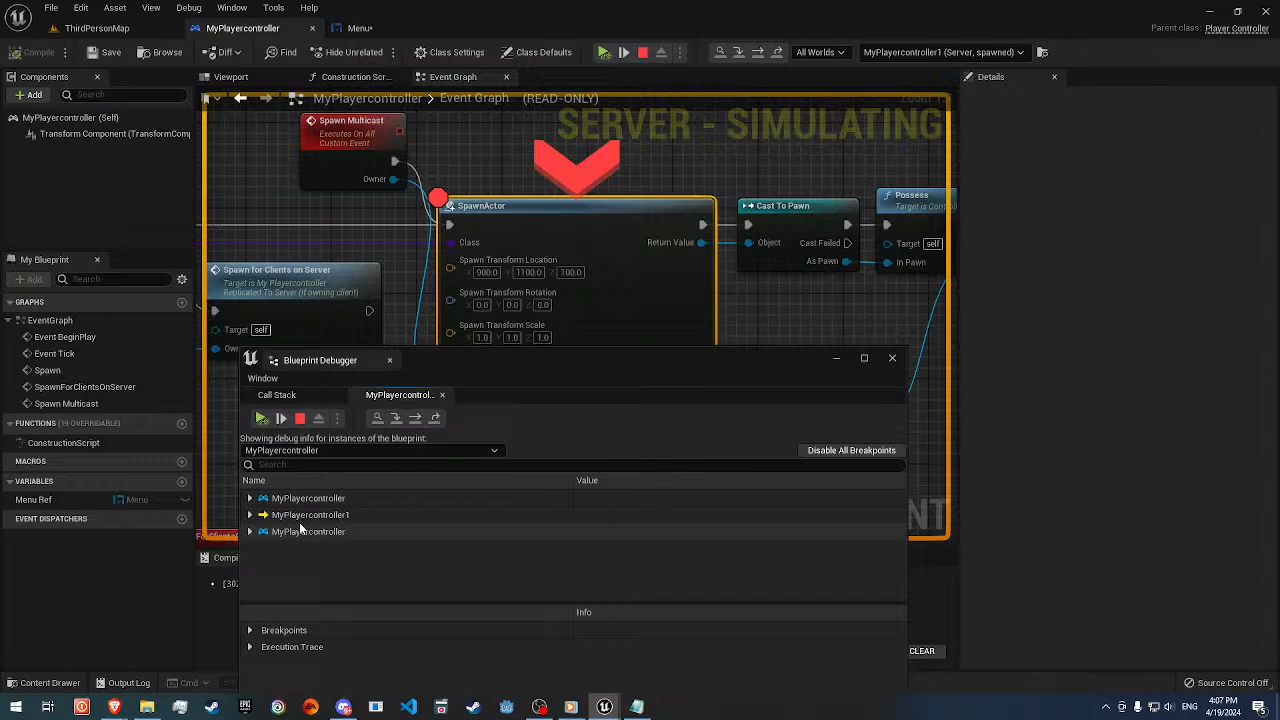 File Edit Asset View Debug Window Tools Help
ThirdPersonMap
Parent class: Player Controller
MyPlayercontroller Menu•
Compile Save Browse Diff Find Hide Unrelated Class Settings Class Defaults All Worlds MyPlayercontroller1 (Server, spawned)
Components Viewport Construction Scr... Event Graph Details
Add Search
MyPlayercontroller > Event Graph (READ-ONLY)
SERVER - SIMULATING
Transform Component (TransformComp
Spawn Multicast
Executes On All
Custom Event
Owner
SpawnActor
Class
Return Value
Spawn Transform Location
X 900.0 Y 1100.0 Z 100.0
Spawn Transform Rotation
X 0.0 Y 0.0 Z 0.0
Spawn Transform Scale
X 1.0 Y 1.0 Z 1.0
Cast To Pawn
Object Cast Failed
As Pawn
Possess
Target is Control
Target self
In Pawn
Spawn for Clients on Server
Target is My Playercontroller
Replicated To Server (if owning client)
Target self
My Blueprint
Add Search
GRAPHS
EventGraph
Event BeginPlay
Event Tick
Spawn
SpawnForClientsOnServer
Spawn Multicast
FUNCTIONS (19 OVERRIDABLE)
ConstructionScript
MACROS
VARIABLES
Menu Ref Menu
EVENT DISPATCHERS
Blueprint Debugger
Window
Call Stack MyPlayercontrol...
Showing debug info for instances of the blueprint:
MyPlayercontroller Disable All Breakpoints
Search
Name Value
MyPlayercontroller
MyPlayercontroller1
MyPlayercontroller
Info
Breakpoints
Execution Trace
CLEAR
Content Drawer Output Log Cmd Source Control Off
4:07 PM
4/19/2024